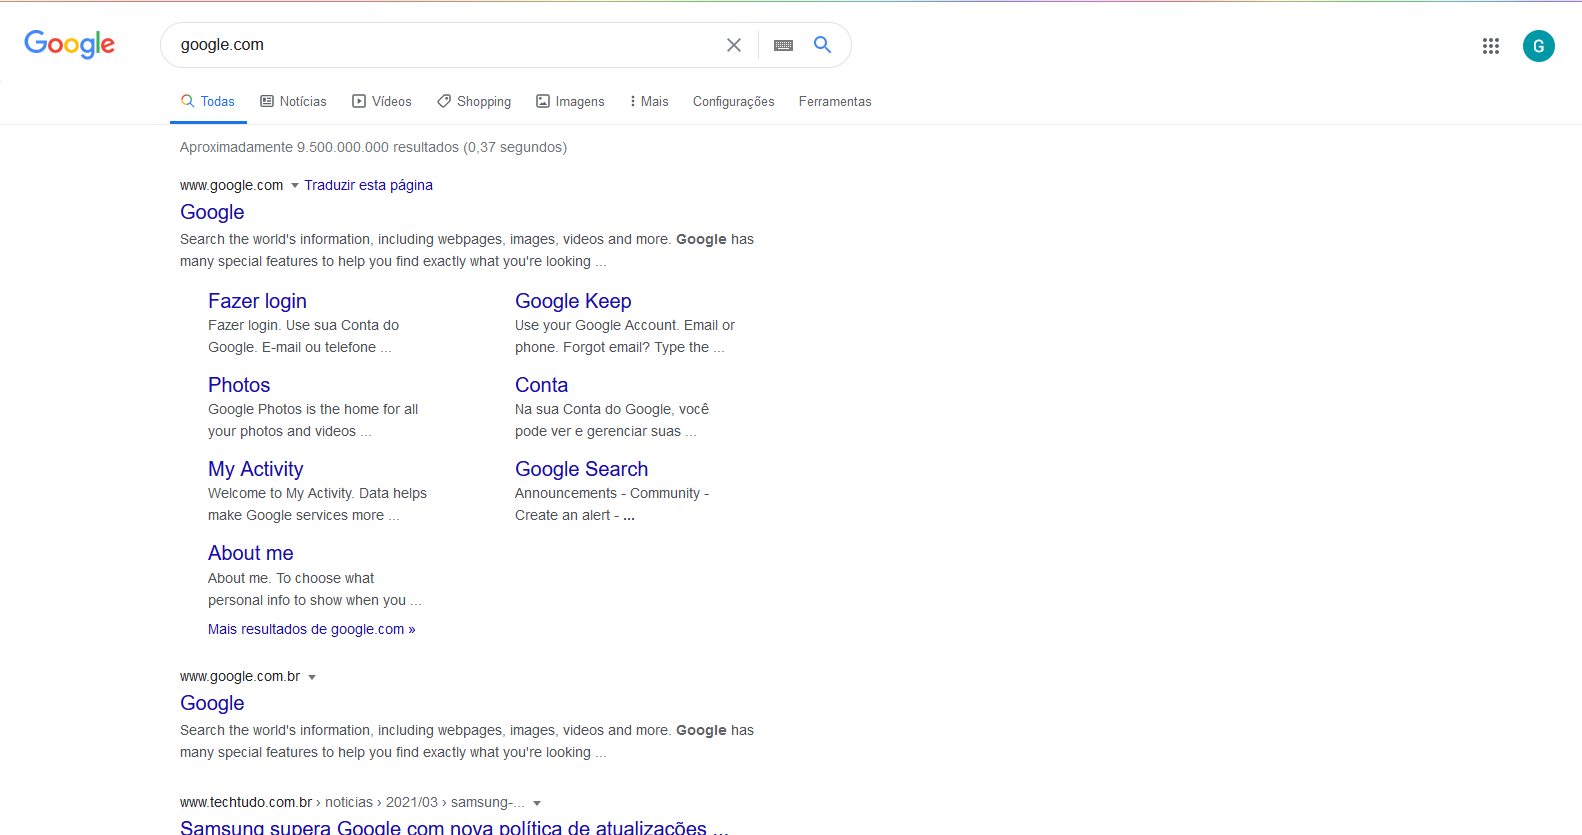 Google
google.com
G
Todas Notícias Vídeos Shopping Imagens Mais Configurações Ferramentas
Aproximadamente 9.500.000.000 resultados (0,37 segundos)
www.google.com Traduzir esta página
Google
Search the world's information, including webpages, images, videos and more. Google has
many special features to help you find exactly what you're looking ...
Fazer login
Fazer login. Use sua Conta do
Google. E-mail ou telefone ...
Google Keep
Use your Google Account. Email or
phone. Forgot email? Type the ...
Photos
Google Photos is the home for all
your photos and videos ...
Conta
Na sua Conta do Google, você
pode ver e gerenciar suas ...
My Activity
Welcome to My Activity. Data helps
make Google services more ...
Google Search
Announcements - Community -
Create an alert - ...
About me
About me. To choose what
personal info to show when you ...
Mais resultados de google.com »
www.google.com.br
Google
Search the world's information, including webpages, images, videos and more. Google has
many special features to help you find exactly what you're looking ...
www.techtudo.com.br › noticias › 2021/03 › samsung-...
Samsung supera Google com nova política de atualizações ...